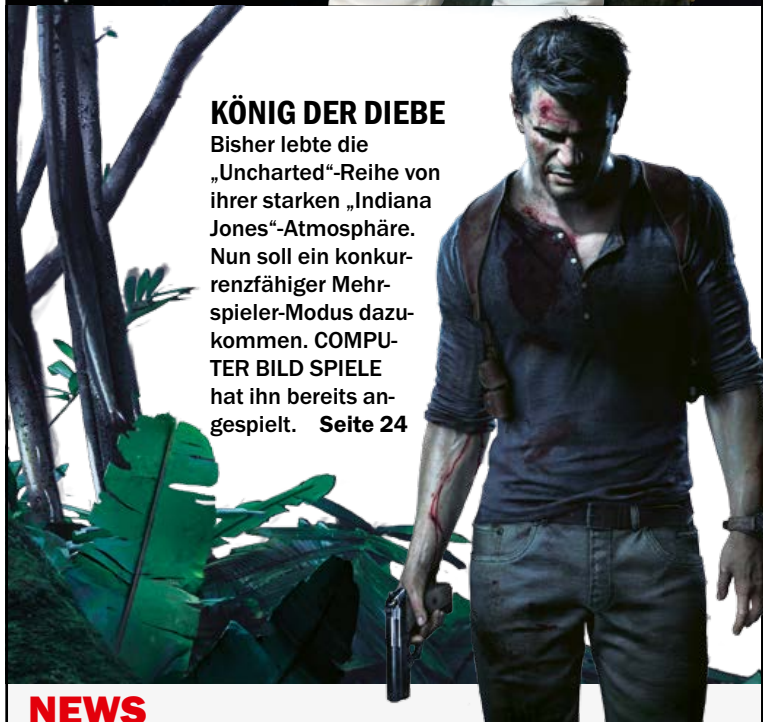 KÖNIG DER DIEBE
Bisher lebte die
„Uncharted“-Reihe von
ihrer starken „Indiana
Jones“-Atmosphäre.
Nun soll ein konkur-
renzfähiger Mehr-
spieler-Modus dazu-
kommen. COMPU-
TER BILD SPIELE
hat ihn bereits an-
gespielt. Seite 24
NEWS